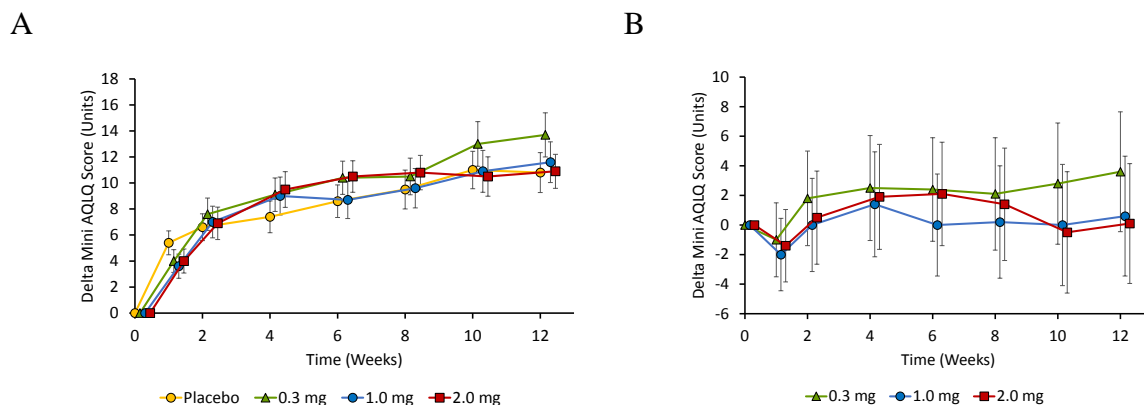 A
Delta Mini AQLQ Score (Units)
18
16
14
12
10
8
6
4
2
0
0 2 4 6 8 10 12
Time (Weeks)
Placebo 0.3 mg 1.0 mg 2.0 mg
B
Delta Mini AQLQ Score (Units)
10
8
6
4
2
0
-2
-4
-6
0 2 4 6 8 10 12
Time (Weeks)
0.3 mg 1.0 mg 2.0 mg